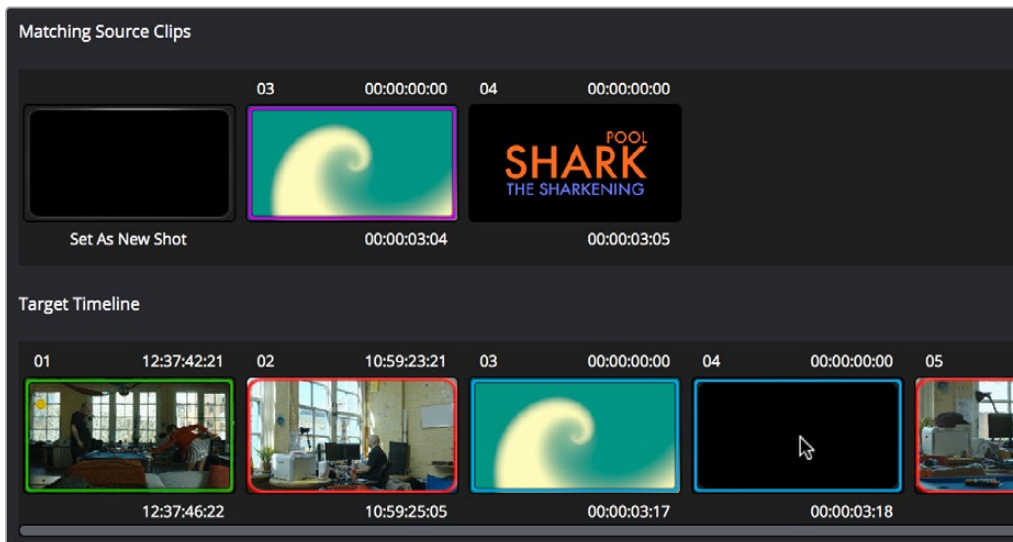 Matching Source Clips
03 00:00:00:00 04 00:00:00:00
POOL
SHARK
THE SHARKENING
Set As New Shot 00:00:03:04 00:00:03:05
Target Timeline
01 12:37:42:21 02 10:59:23:21 03 00:00:00:00 04 00:00:00:00 05
12:37:46:22 10:59:25:05 00:00:03:17 00:00:03:18